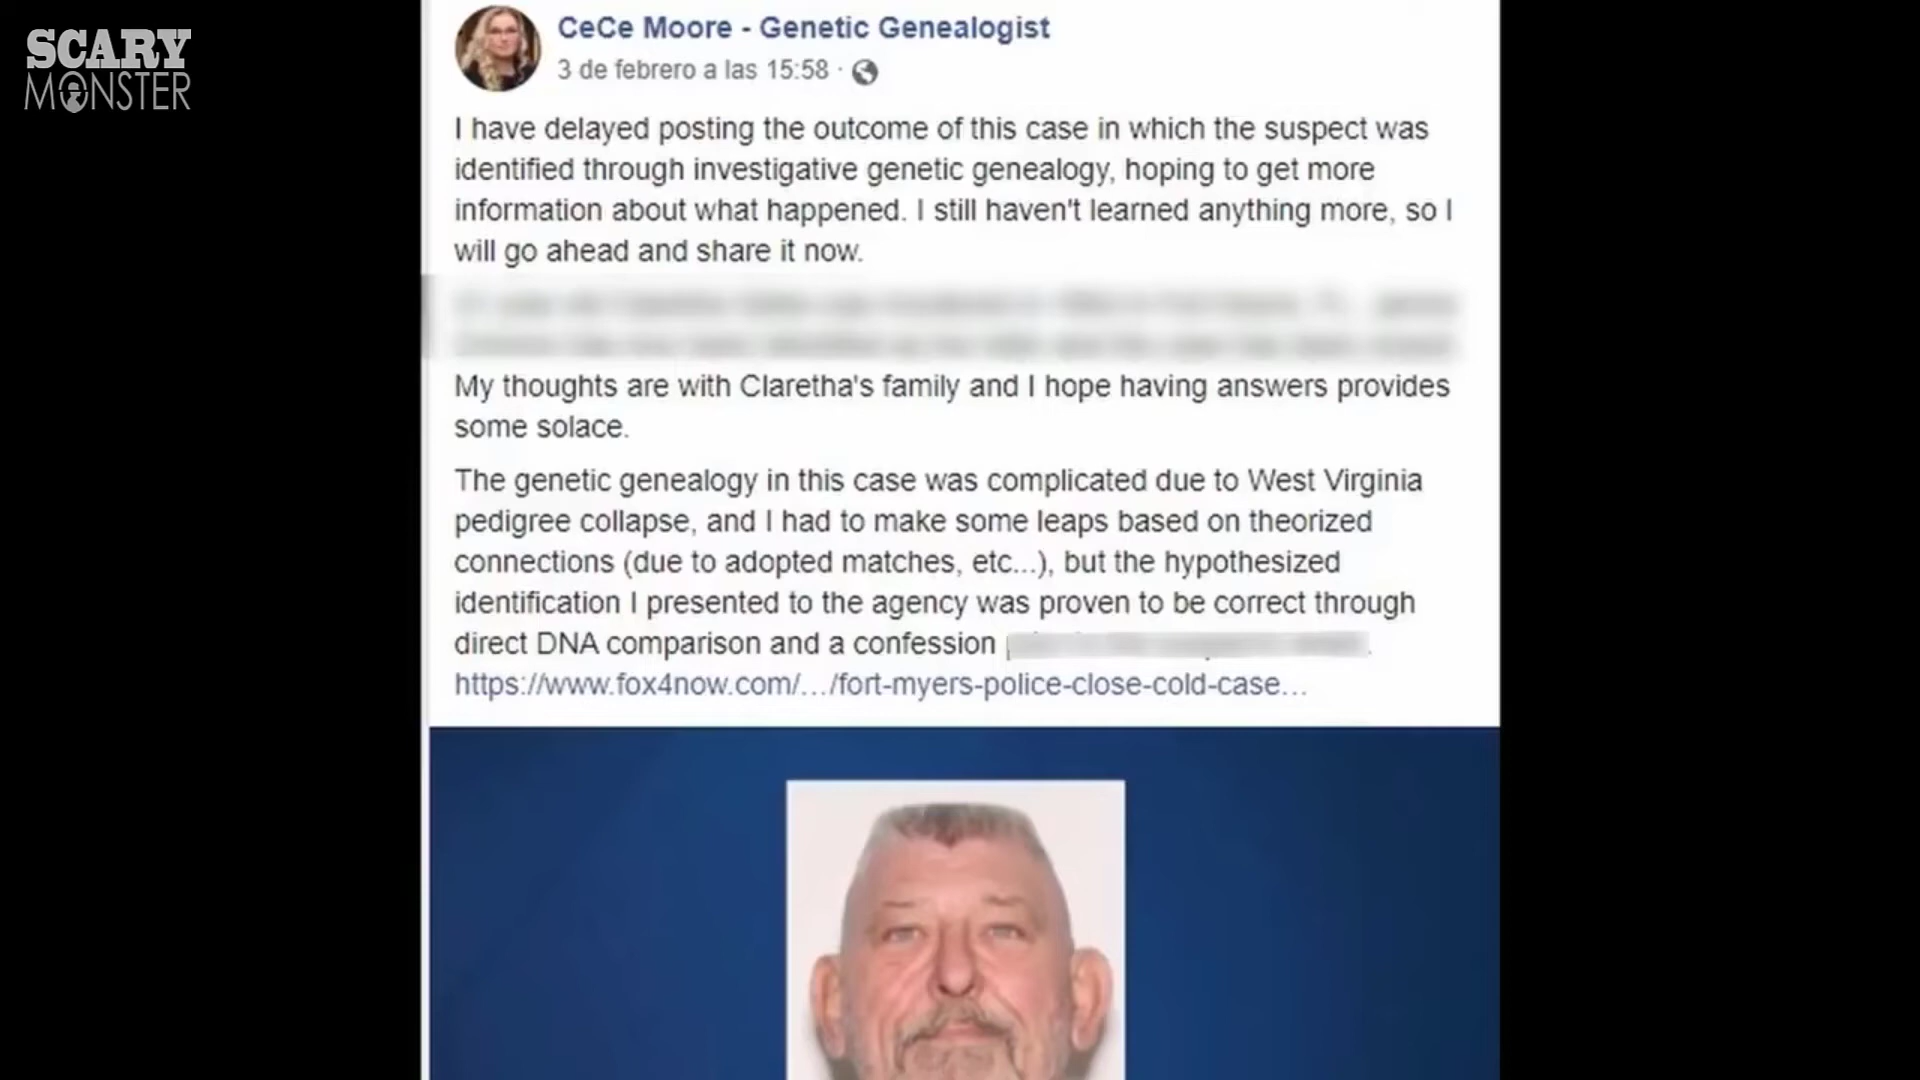 SCARY
MONSTER
CeCe Moore - Genetic Genealogist
3 de febrero a las 15:58 ·
I have delayed posting the outcome of this case in which the suspect was
identified through investigative genetic genealogy, hoping to get more
information about what happened. I still haven't learned anything more, so I
will go ahead and share it now.
My thoughts are with Claretha's family and I hope having answers provides
some solace.
The genetic genealogy in this case was complicated due to West Virginia
pedigree collapse, and I had to make some leaps based on theorized
connections (due to adopted matches, etc...), but the hypothesized
identification I presented to the agency was proven to be correct through
direct DNA comparison and a confession
https://www.fox4now.com/.../fort-myers-police-close-cold-case...